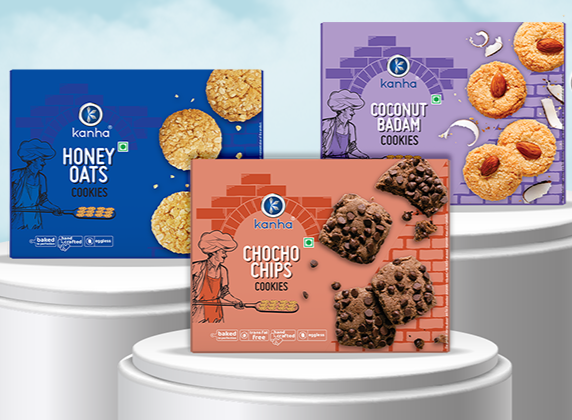 kanha
HONEY
OATS
COOKIES
baked
hand
crafted
eggless
kanha
COCONUT
BADAM
COOKIES
kanha
CHOCHO
CHIPS
COOKIES
baked
free
hand
crafted
eggless